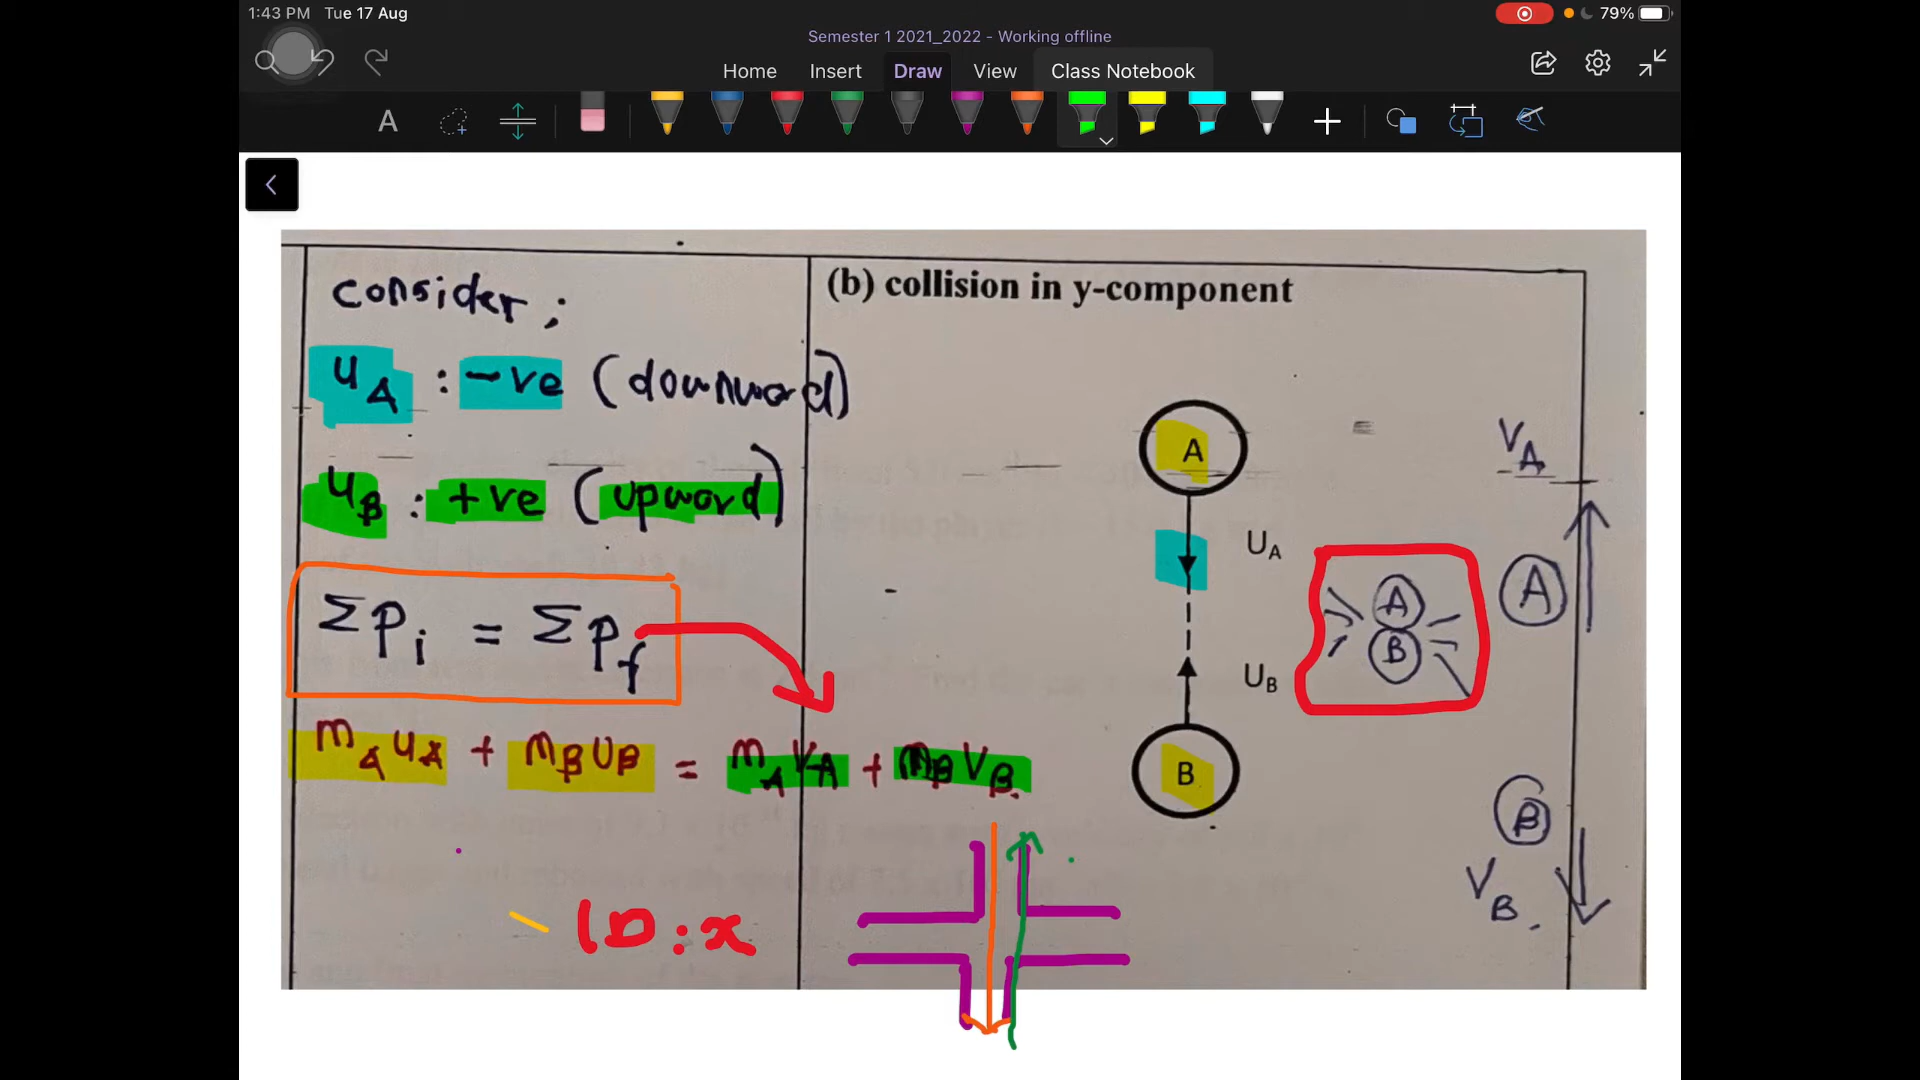 1:43 PM Tue 17 Aug
79%
Semester 1 2021_2022 - Working offline
Home Insert Draw View Class Notebook
A
consider;
(b) collision in y-component
uA : -ve (downward)
uB : +ve (upward)
A
UA
VA
A
A
B
Σpi = Σpf
UB
mAuA + mBUB = mAVA + mBVB.
B
B
VB.
1D : x